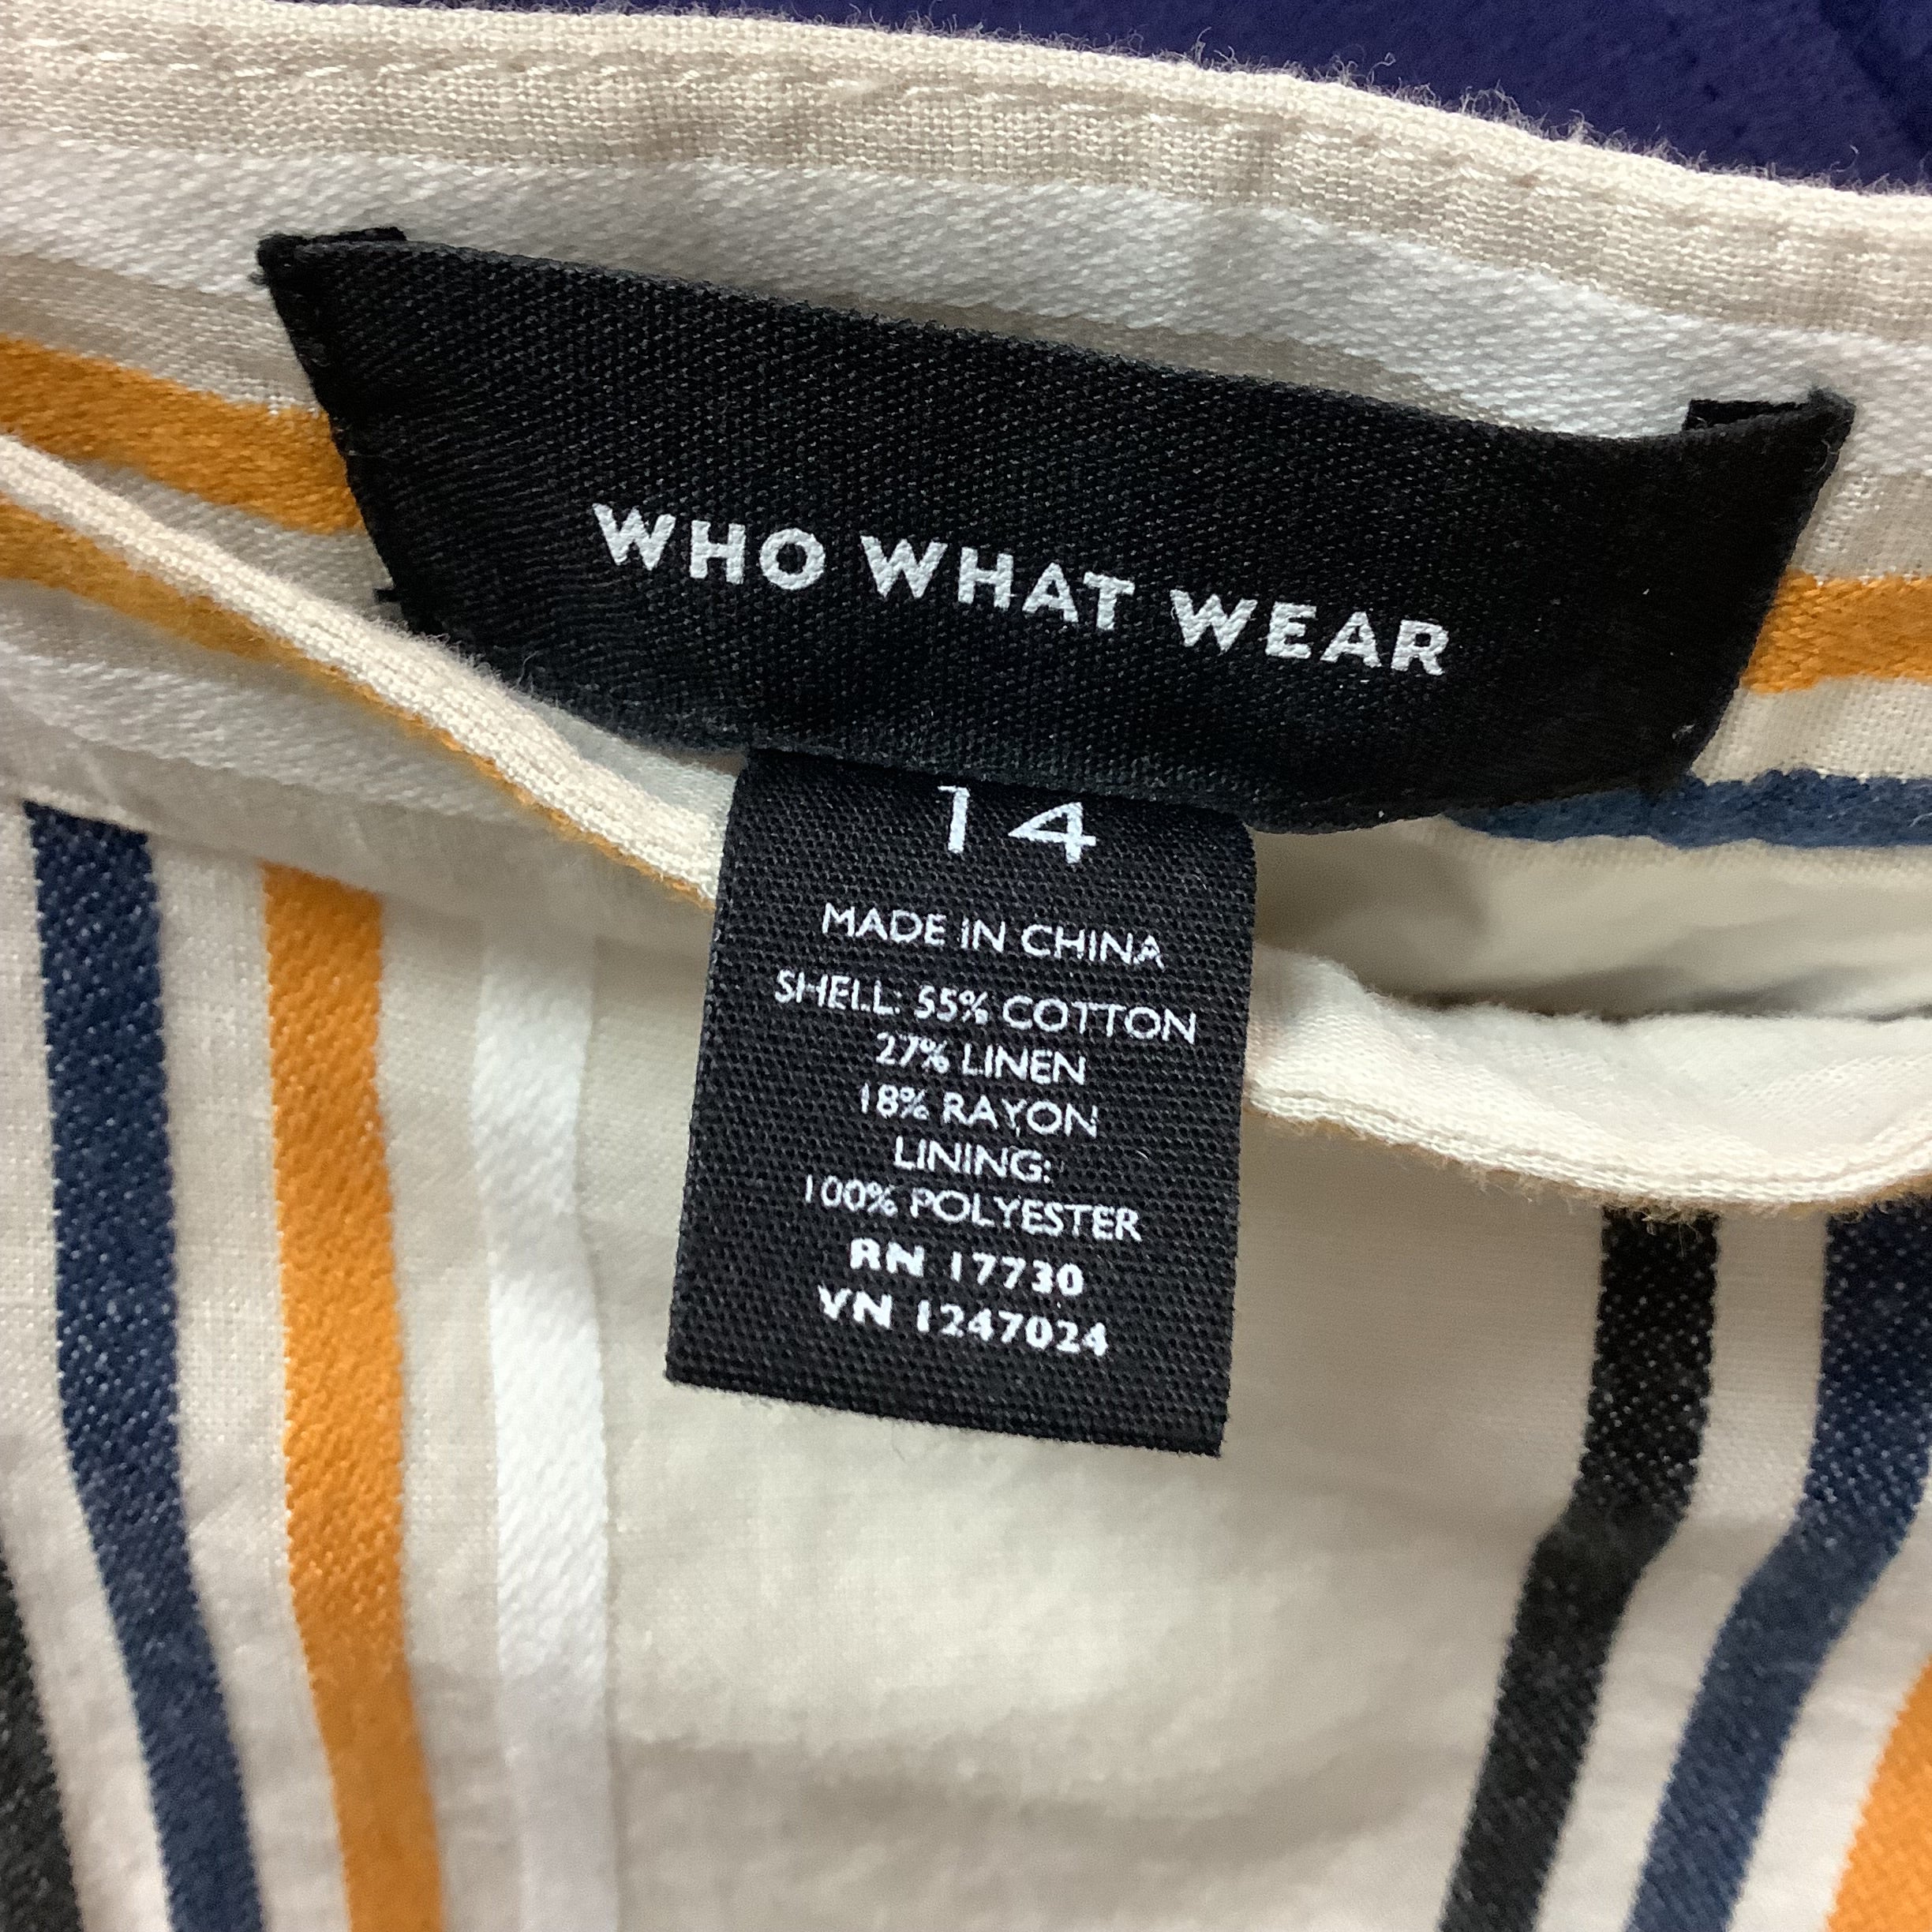 WHO WHAT WEAR
14
MADE IN CHINA
SHELL: 55% COTTON
27% LINEN
18% RAYON
LINING:
100% POLYESTER
RN 17730
VN 1247024